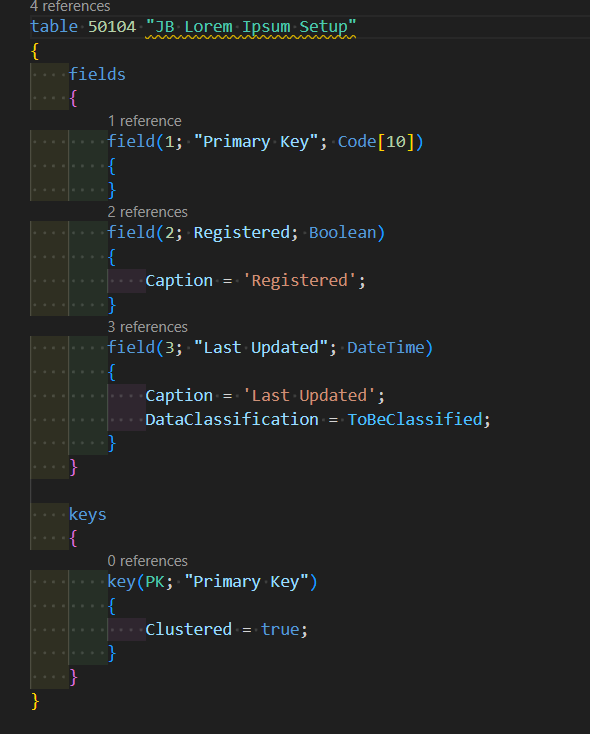 4 references
table 50104 "JB Lorem Ipsum Setup"
{
    fields
    {
        1 reference
        field(1; "Primary Key"; Code[10])
        {
        }
        2 references
        field(2; Registered; Boolean)
        {
            Caption = 'Registered';
        }
        3 references
        field(3; "Last Updated"; DateTime)
        {
            Caption = 'Last Updated';
            DataClassification = ToBeClassified;
        }
    }

    keys
    {
        0 references
        key(PK; "Primary Key")
        {
            Clustered = true;
        }
    }
}